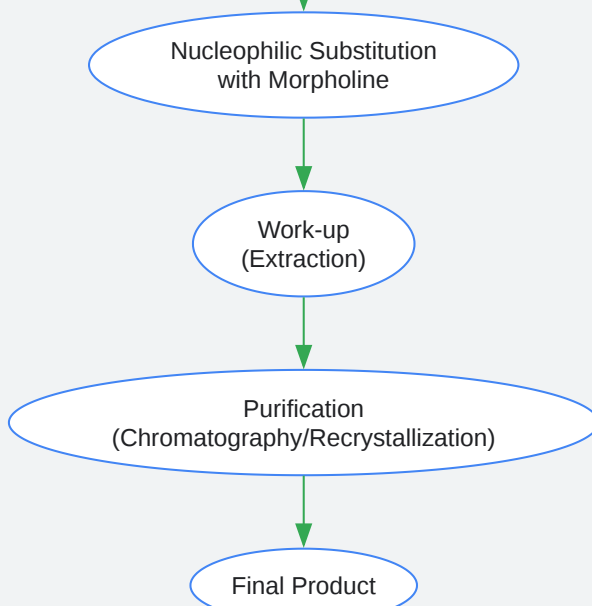 Nucleophilic Substitution
with Morpholine
Work-up
(Extraction)
Purification
(Chromatography/Recrystallization)
Final Product